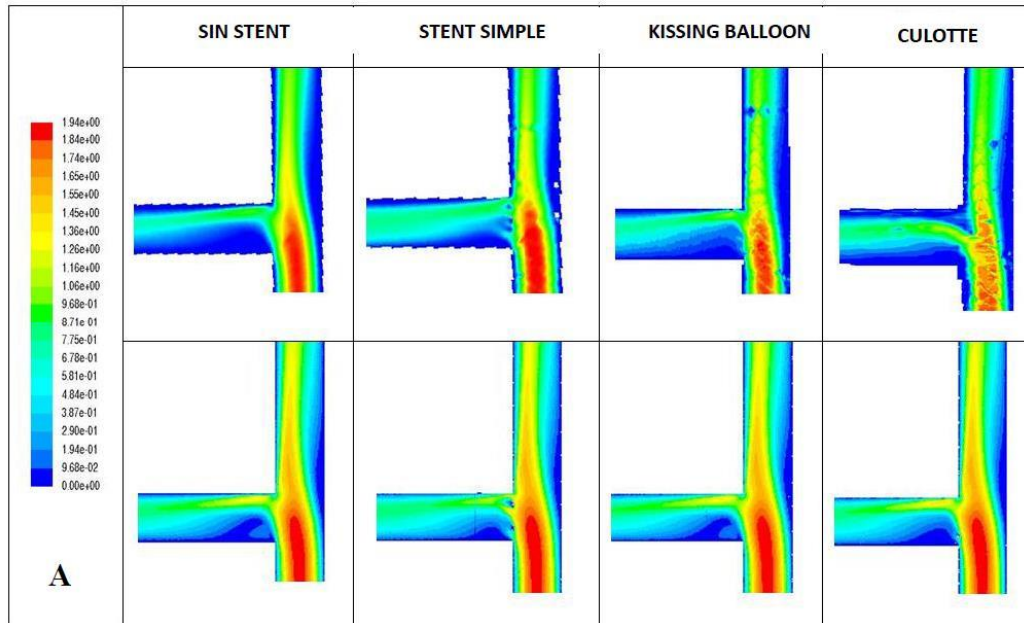 SIN STENT
STENT SIMPLE
KISSING BALLOON
CULOTTE
1.94e+00
1.84e+00
1.74e+00
1.65e+00
1.55e+00
1.45e+00
1.36e+00
1.26e+00
1.16e+00
1.06e+00
9.68e-01
8.71e-01
7.75e-01
6.78e-01
5.81e-01
4.84e-01
3.87e-01
2.90e-01
1.94e-01
9.68e-02
0.00e+00
A